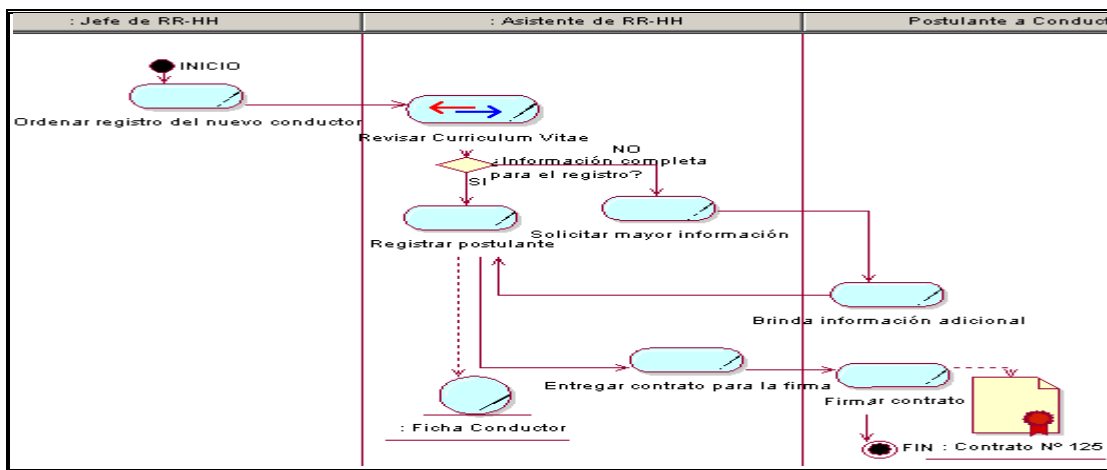 : Jefe de RR-HH
: Asistente de RR-HH
Postulante a Conduct
INICIO
Ordenar registro del nuevo conductor
Revisar Curriculum Vitae
NO
¿Información completa
para el registro?
SI
Registrar postulante
Solicitar mayor información
Brinda información adicional
Entregar contrato para la firma
Firmar contrato
: Ficha Conductor
FIN
: Contrato Nº 125